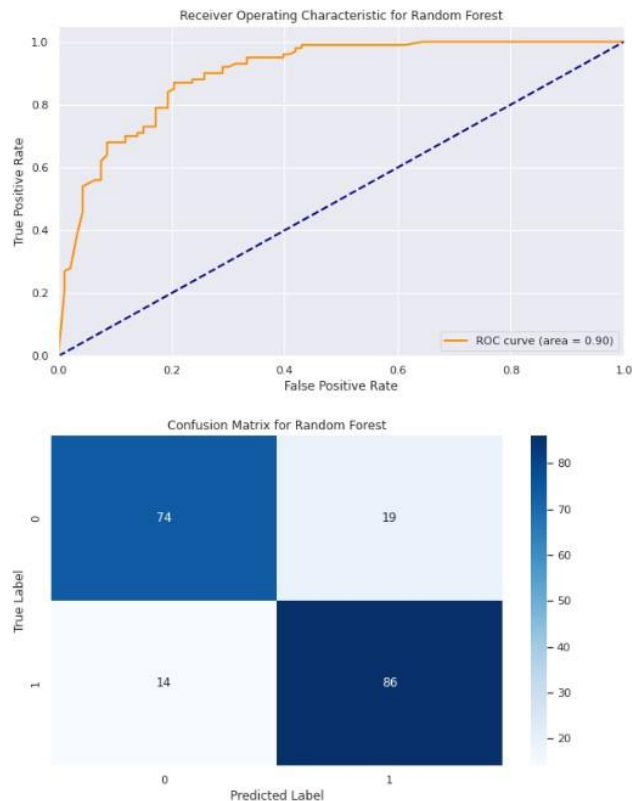 Receiver Operating Characteristic for Random Forest
1.0
0.8
0.6
0.4
0.2
0.0
True Positive Rate
ROC curve (area = 0.90)
0.0 0.2 0.4 0.6 0.8 1.0
False Positive Rate
Confusion Matrix for Random Forest
0
1
True Label
74 19
14 86
80
70
60
50
40
30
20
0 1
Predicted Label